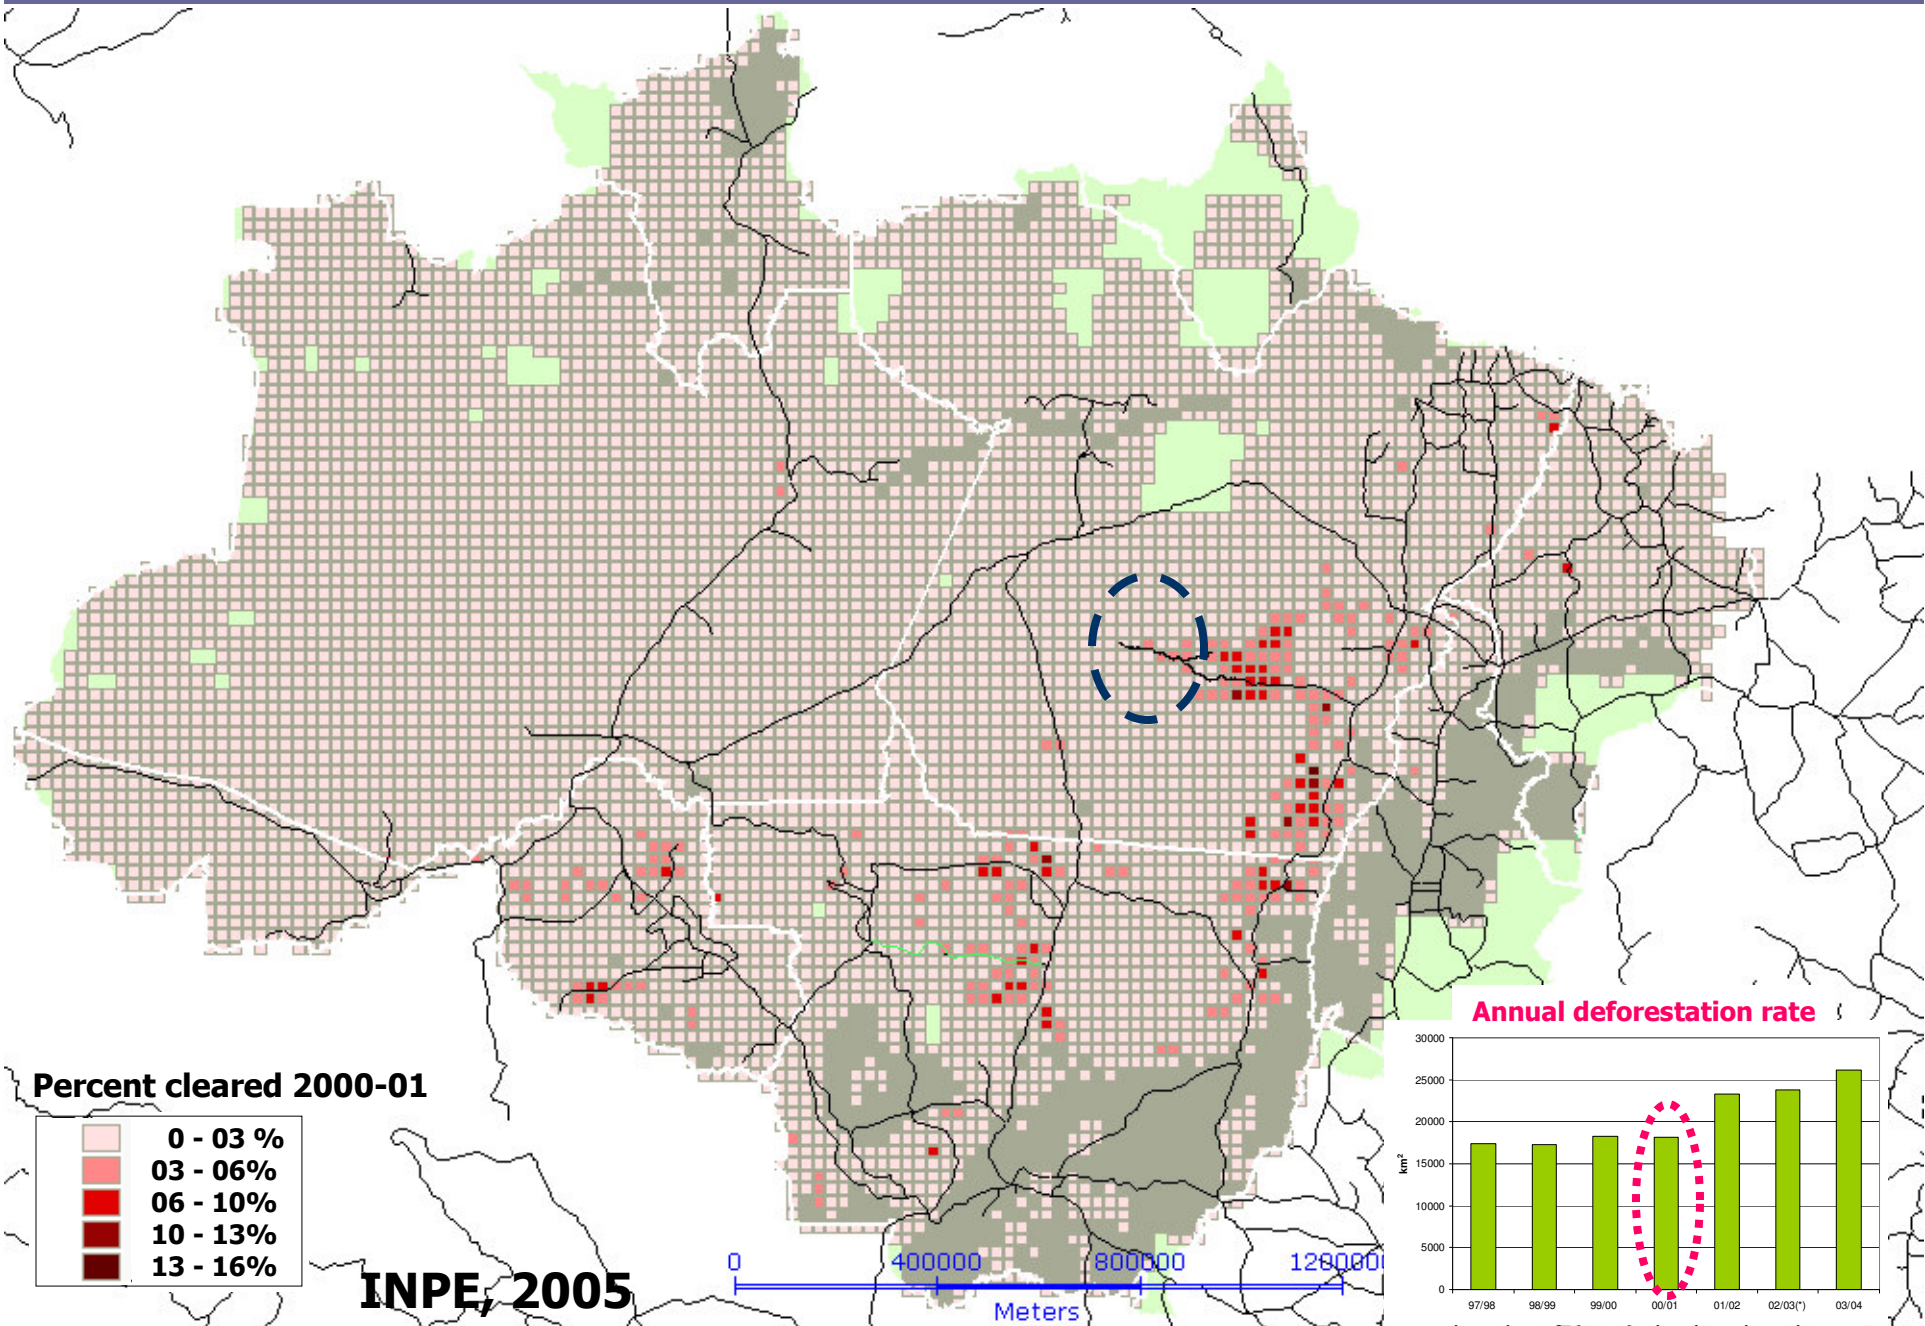 Percent cleared 2000-01
0 - 03 %
03 - 06%
06 - 10%
10 - 13%
13 - 16%
INPE, 2005
0 400000 800000
Meters
Annual deforestation rate
30000
25000
20000
15000
10000
5000
0
km²
97/98 98/99 99/00 00/01 01/02 02/03(*) 03/04